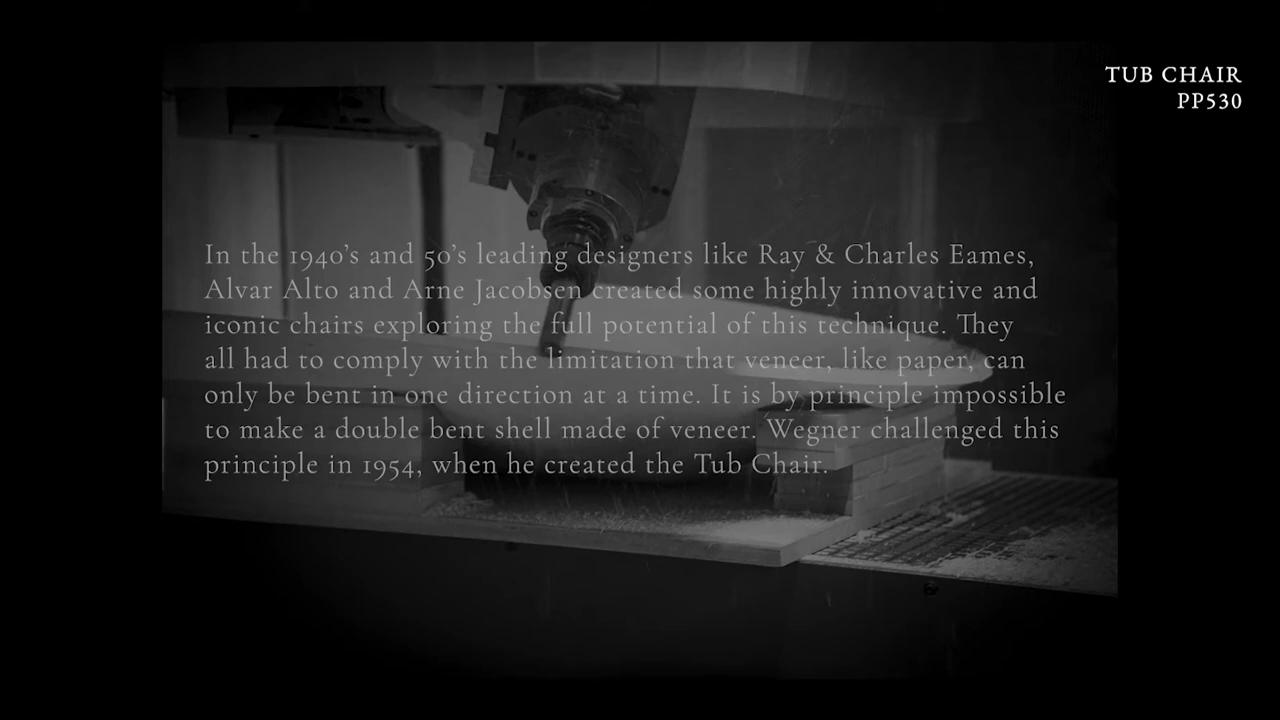 TUB CHAIR
PP530
In the 1940's and 50's leading designers like Ray & Charles Eames,
Alvar Alto and Arne Jacobsen created some highly innovative and
iconic chairs exploring the full potential of this technique. They
all had to comply with the limitation that veneer, like paper, can
only be bent in one direction at a time. It is by principle impossible
to make a double bent shell made of veneer. Wegner challenged this
principle in 1954, when he created the Tub Chair.